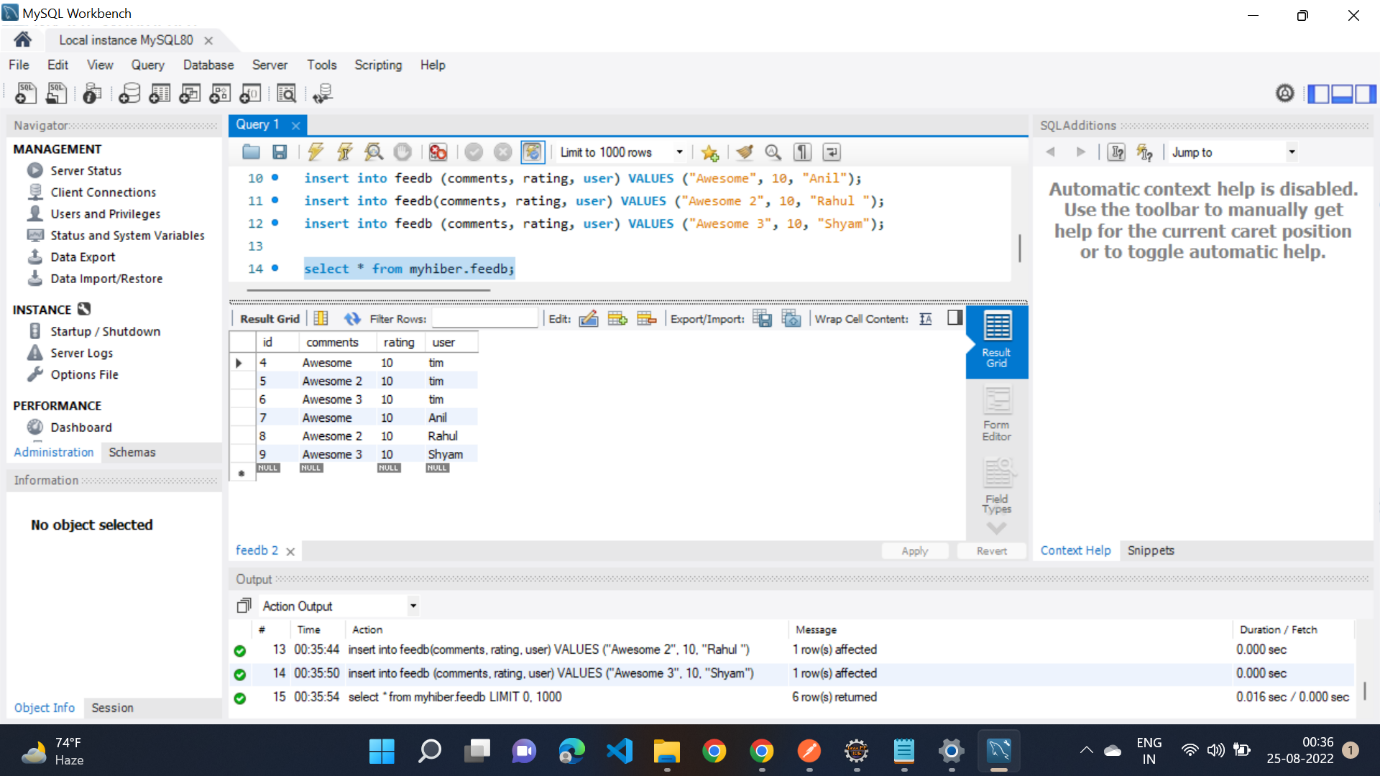 MySQL Workbench
Local instance MySQL80
File Edit View Query Database Server Tools Scripting Help
Navigator
MANAGEMENT
Server Status
Client Connections
Users and Privileges
Status and System Variables
Data Export
Data Import/Restore
INSTANCE
Startup / Shutdown
Server Logs
Options File
PERFORMANCE
Dashboard
Administration Schemas
Information
No object selected
Object Info Session
Query 1
Limit to 1000 rows
10 insert into feedb (comments, rating, user) VALUES ("Awesome", 10, "Anil");
11 insert into feedb(comments, rating, user) VALUES ("Awesome 2", 10, "Rahul ");
12 insert into feedb (comments, rating, user) VALUES ("Awesome 3", 10, "Shyam");
13
14 select * from myhiber.feedb;
Result Grid Filter Rows: Edit: Export/Import: Wrap Cell Content:
id comments rating user
4 Awesome 10 tim
5 Awesome 2 10 tim
6 Awesome 3 10 tim
7 Awesome 10 Anil
8 Awesome 2 10 Rahul
9 Awesome 3 10 Shyam
NULL NULL NULL NULL
Result
Grid
Form
Editor
Field
Types
feedb 2 Apply Revert
SQLAdditions
Jump to
Automatic context help is disabled.
Use the toolbar to manually get
help for the current caret position
or to toggle automatic help.
Context Help Snippets
Output
Action Output
# Time Action Message Duration / Fetch
13 00:35:44 insert into feedb(comments, rating, user) VALUES ("Awesome 2", 10, "Rahul ") 1 row(s) affected 0.000 sec
14 00:35:50 insert into feedb (comments, rating, user) VALUES ("Awesome 3", 10, "Shyam") 1 row(s) affected 0.000 sec
15 00:35:54 select * from myhiber.feedb LIMIT 0, 1000 6 row(s) returned 0.016 sec / 0.000 sec
74°F
Haze
ENG
IN
00:36
25-08-2022
1